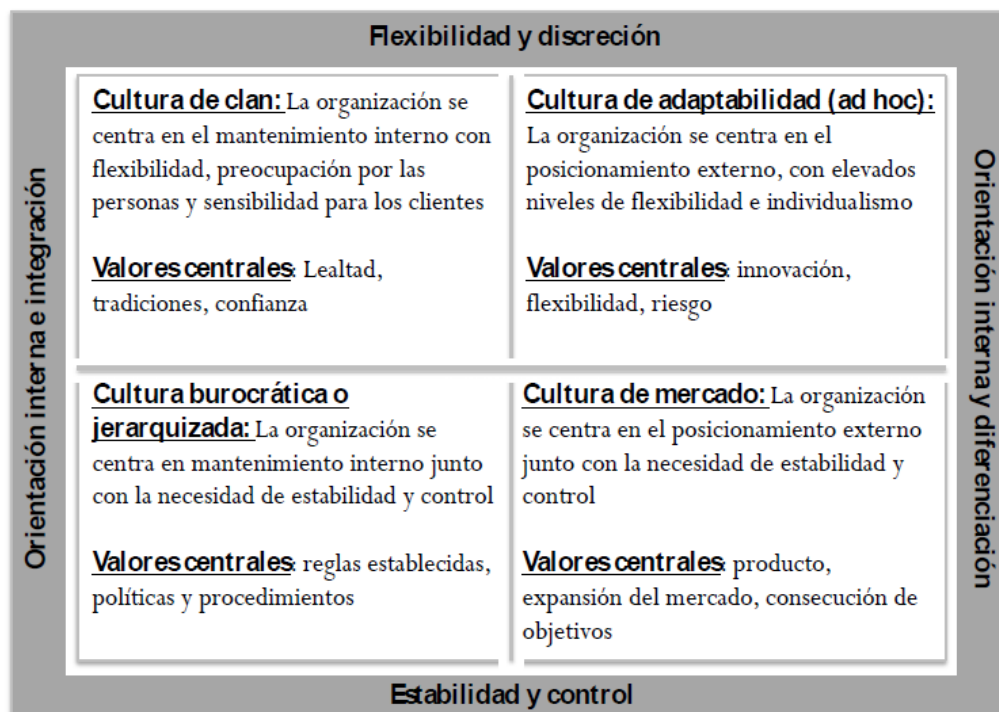 Flexibilidad y discreción
Orientación interna e integración
Cultura de clan: La organización se
centra en el mantenimiento interno con
flexibilidad, preocupación por las
personas y sensibilidad para los clientes
Valores centrales: Lealtad,
tradiciones, confianza
Cultura de adaptabilidad (ad hoc):
La organización se centra en el
posicionamiento externo, con elevados
niveles de flexibilidad e individualismo
Valores centrales: innovación,
flexibilidad, riesgo
Cultura burocrática o
jerarquizada: La organización se
centra en mantenimiento interno junto
con la necesidad de estabilidad y control
Valores centrales: reglas establecidas,
políticas y procedimientos
Cultura de mercado: La organización
se centra en el posicionamiento externo
junto con la necesidad de estabilidad y
control
Valores centrales: producto,
expansión del mercado, consecución de
objetivos
Orientación interna y diferenciación
Estabilidad y control